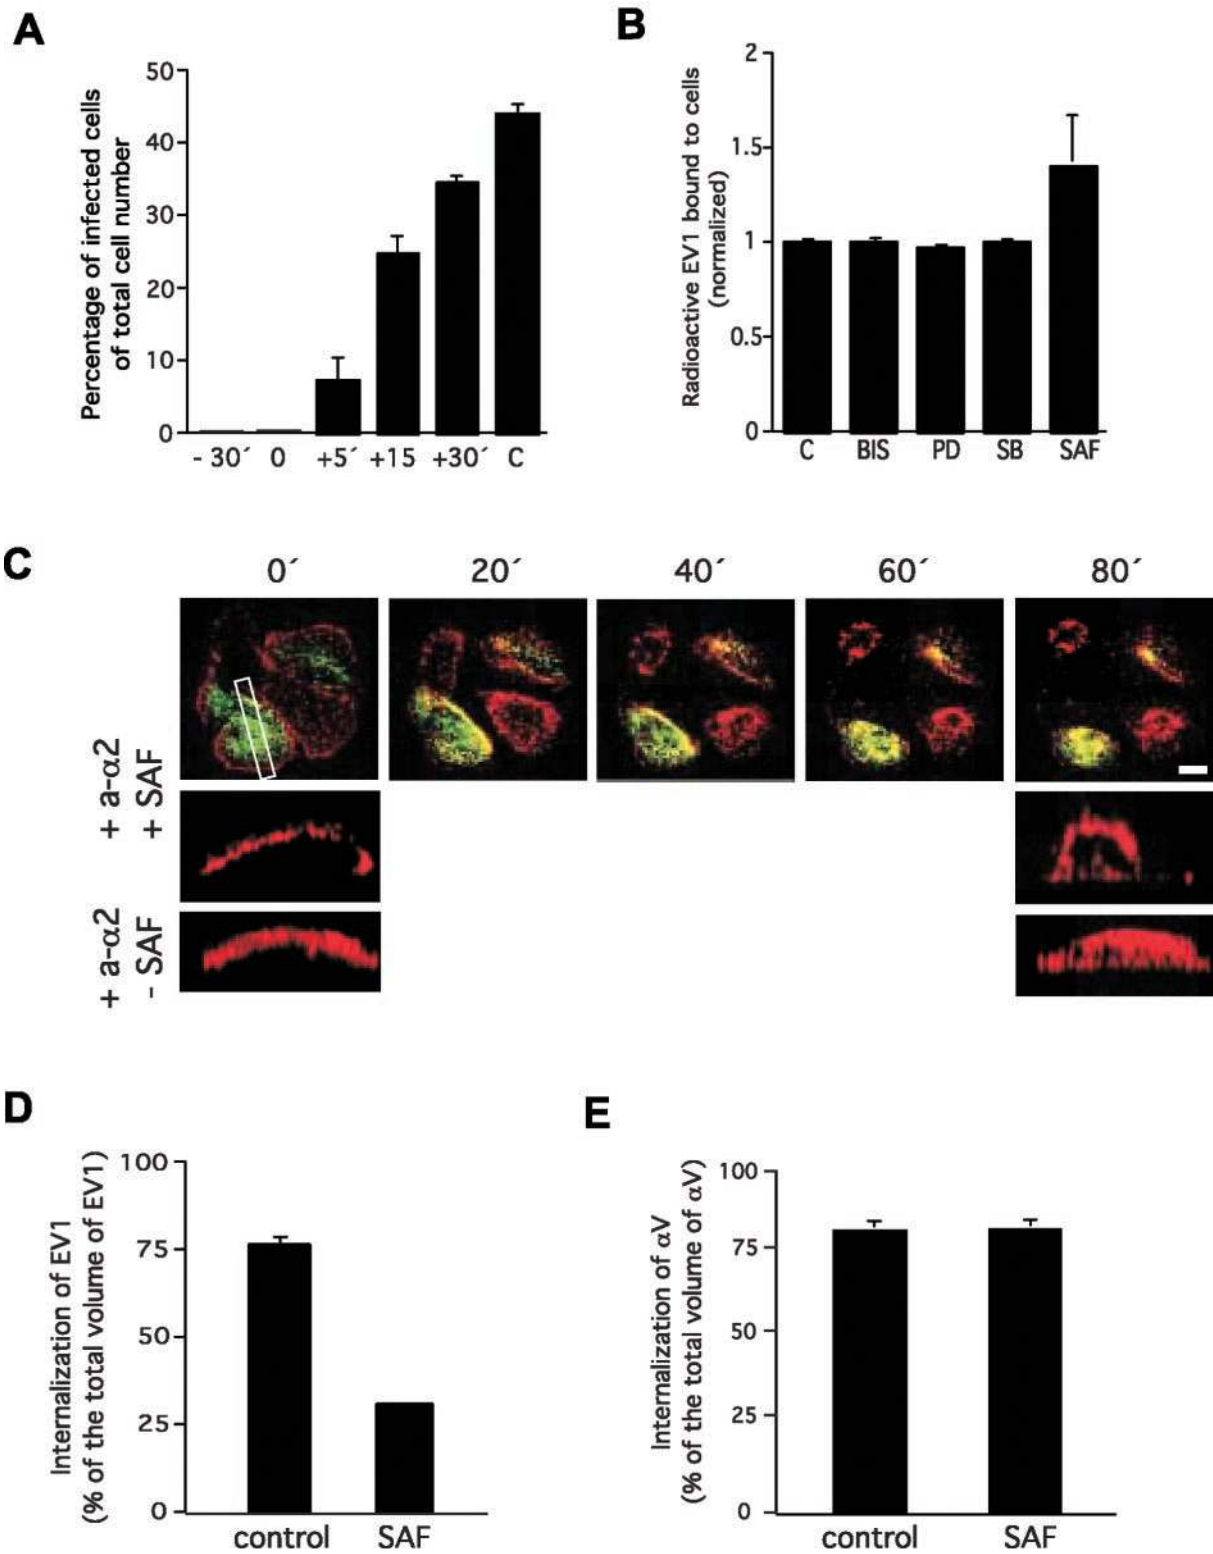 A
Percentage of infected cells
of total cell number
50
40
30
20
10
0
- 30´ 0 +5´ +15 +30´ C
B
Radioactive EV1 bound to cells
(normalized)
2
1.5
1
0.5
0
C BIS PD SB SAF
C
0´ 20´ 40´ 60´ 80´
+ a-α2
+ SAF
+ a-α2
- SAF
D
Internalization of EV1
(% of the total volume of EV1)
100
75
50
25
0
control SAF
E
Internalization of αV
(% of the total volume of αV)
100
75
50
25
0
control SAF